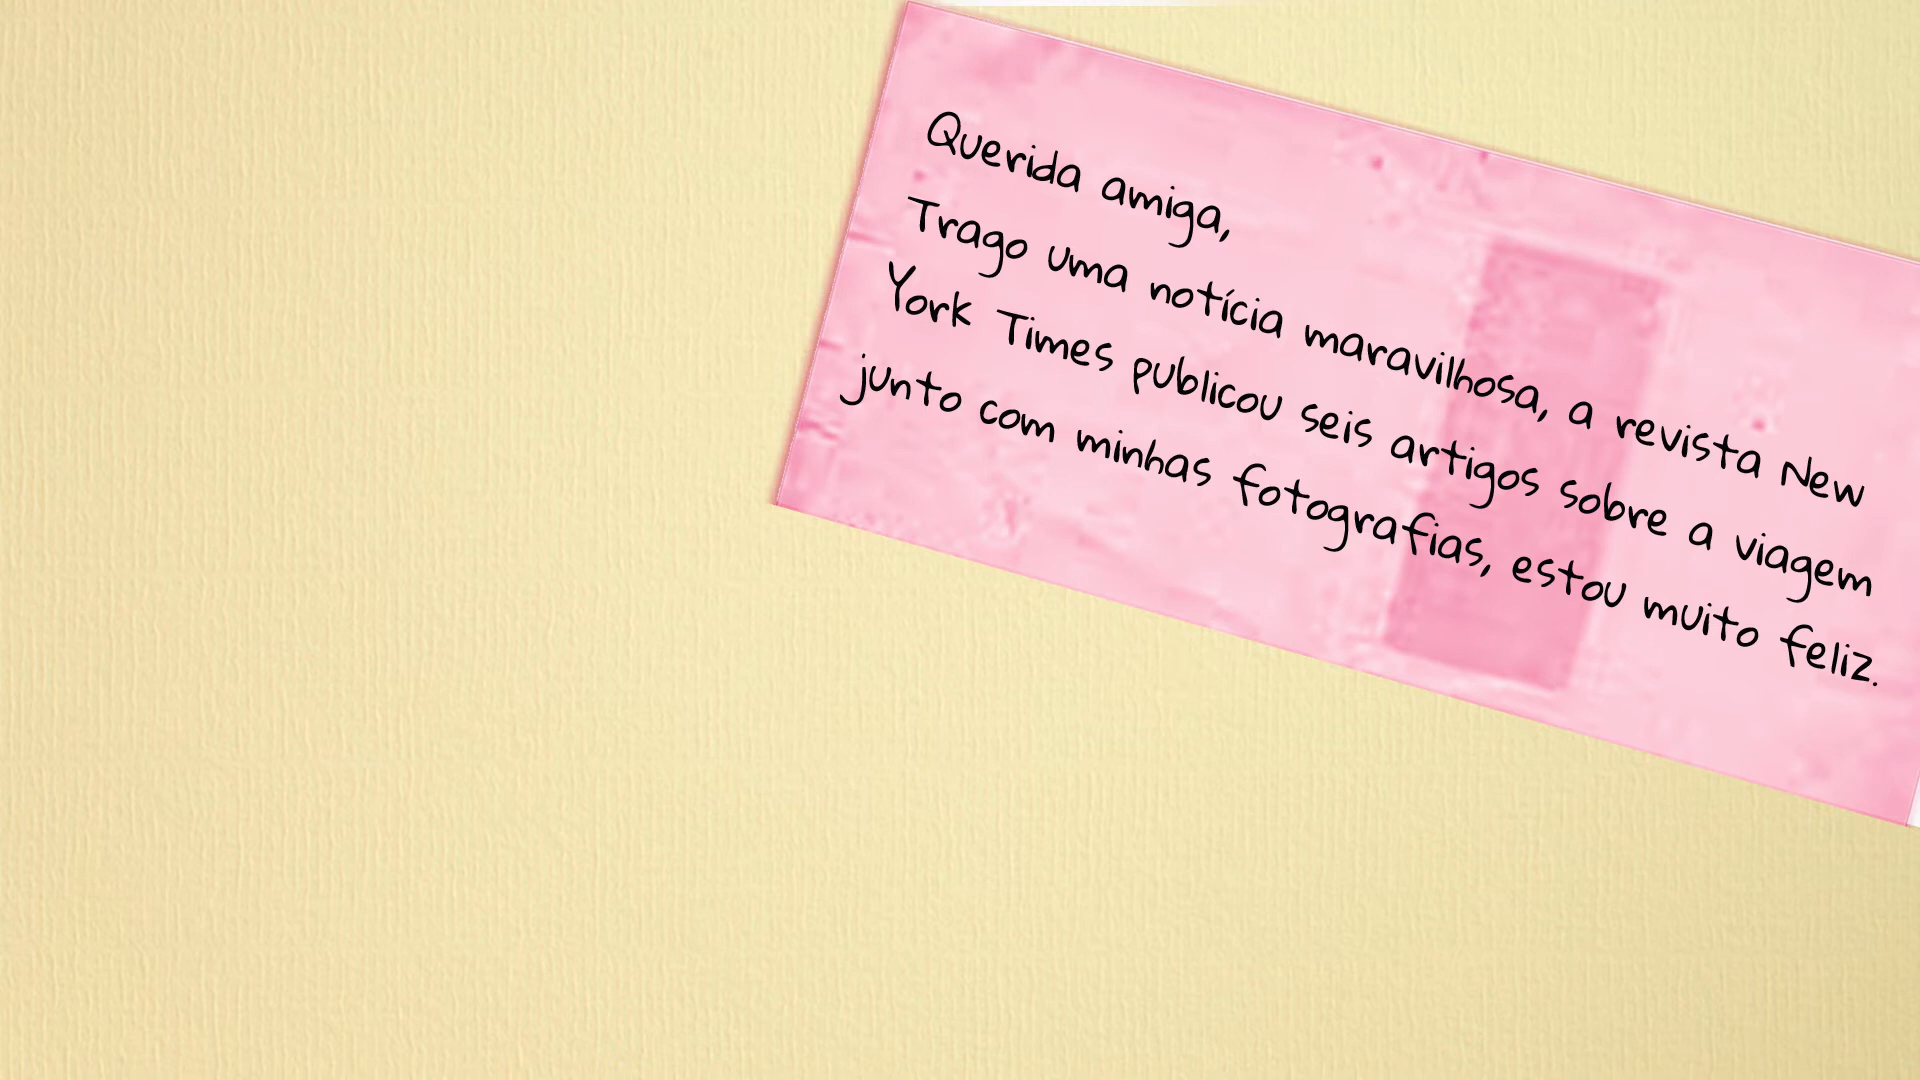 Querida amiga,
Trago uma notícia maravilhosa, a revista New
York Times publicou seis artigos sobre a viagem
junto com minhas fotografias, estou muito feliz.